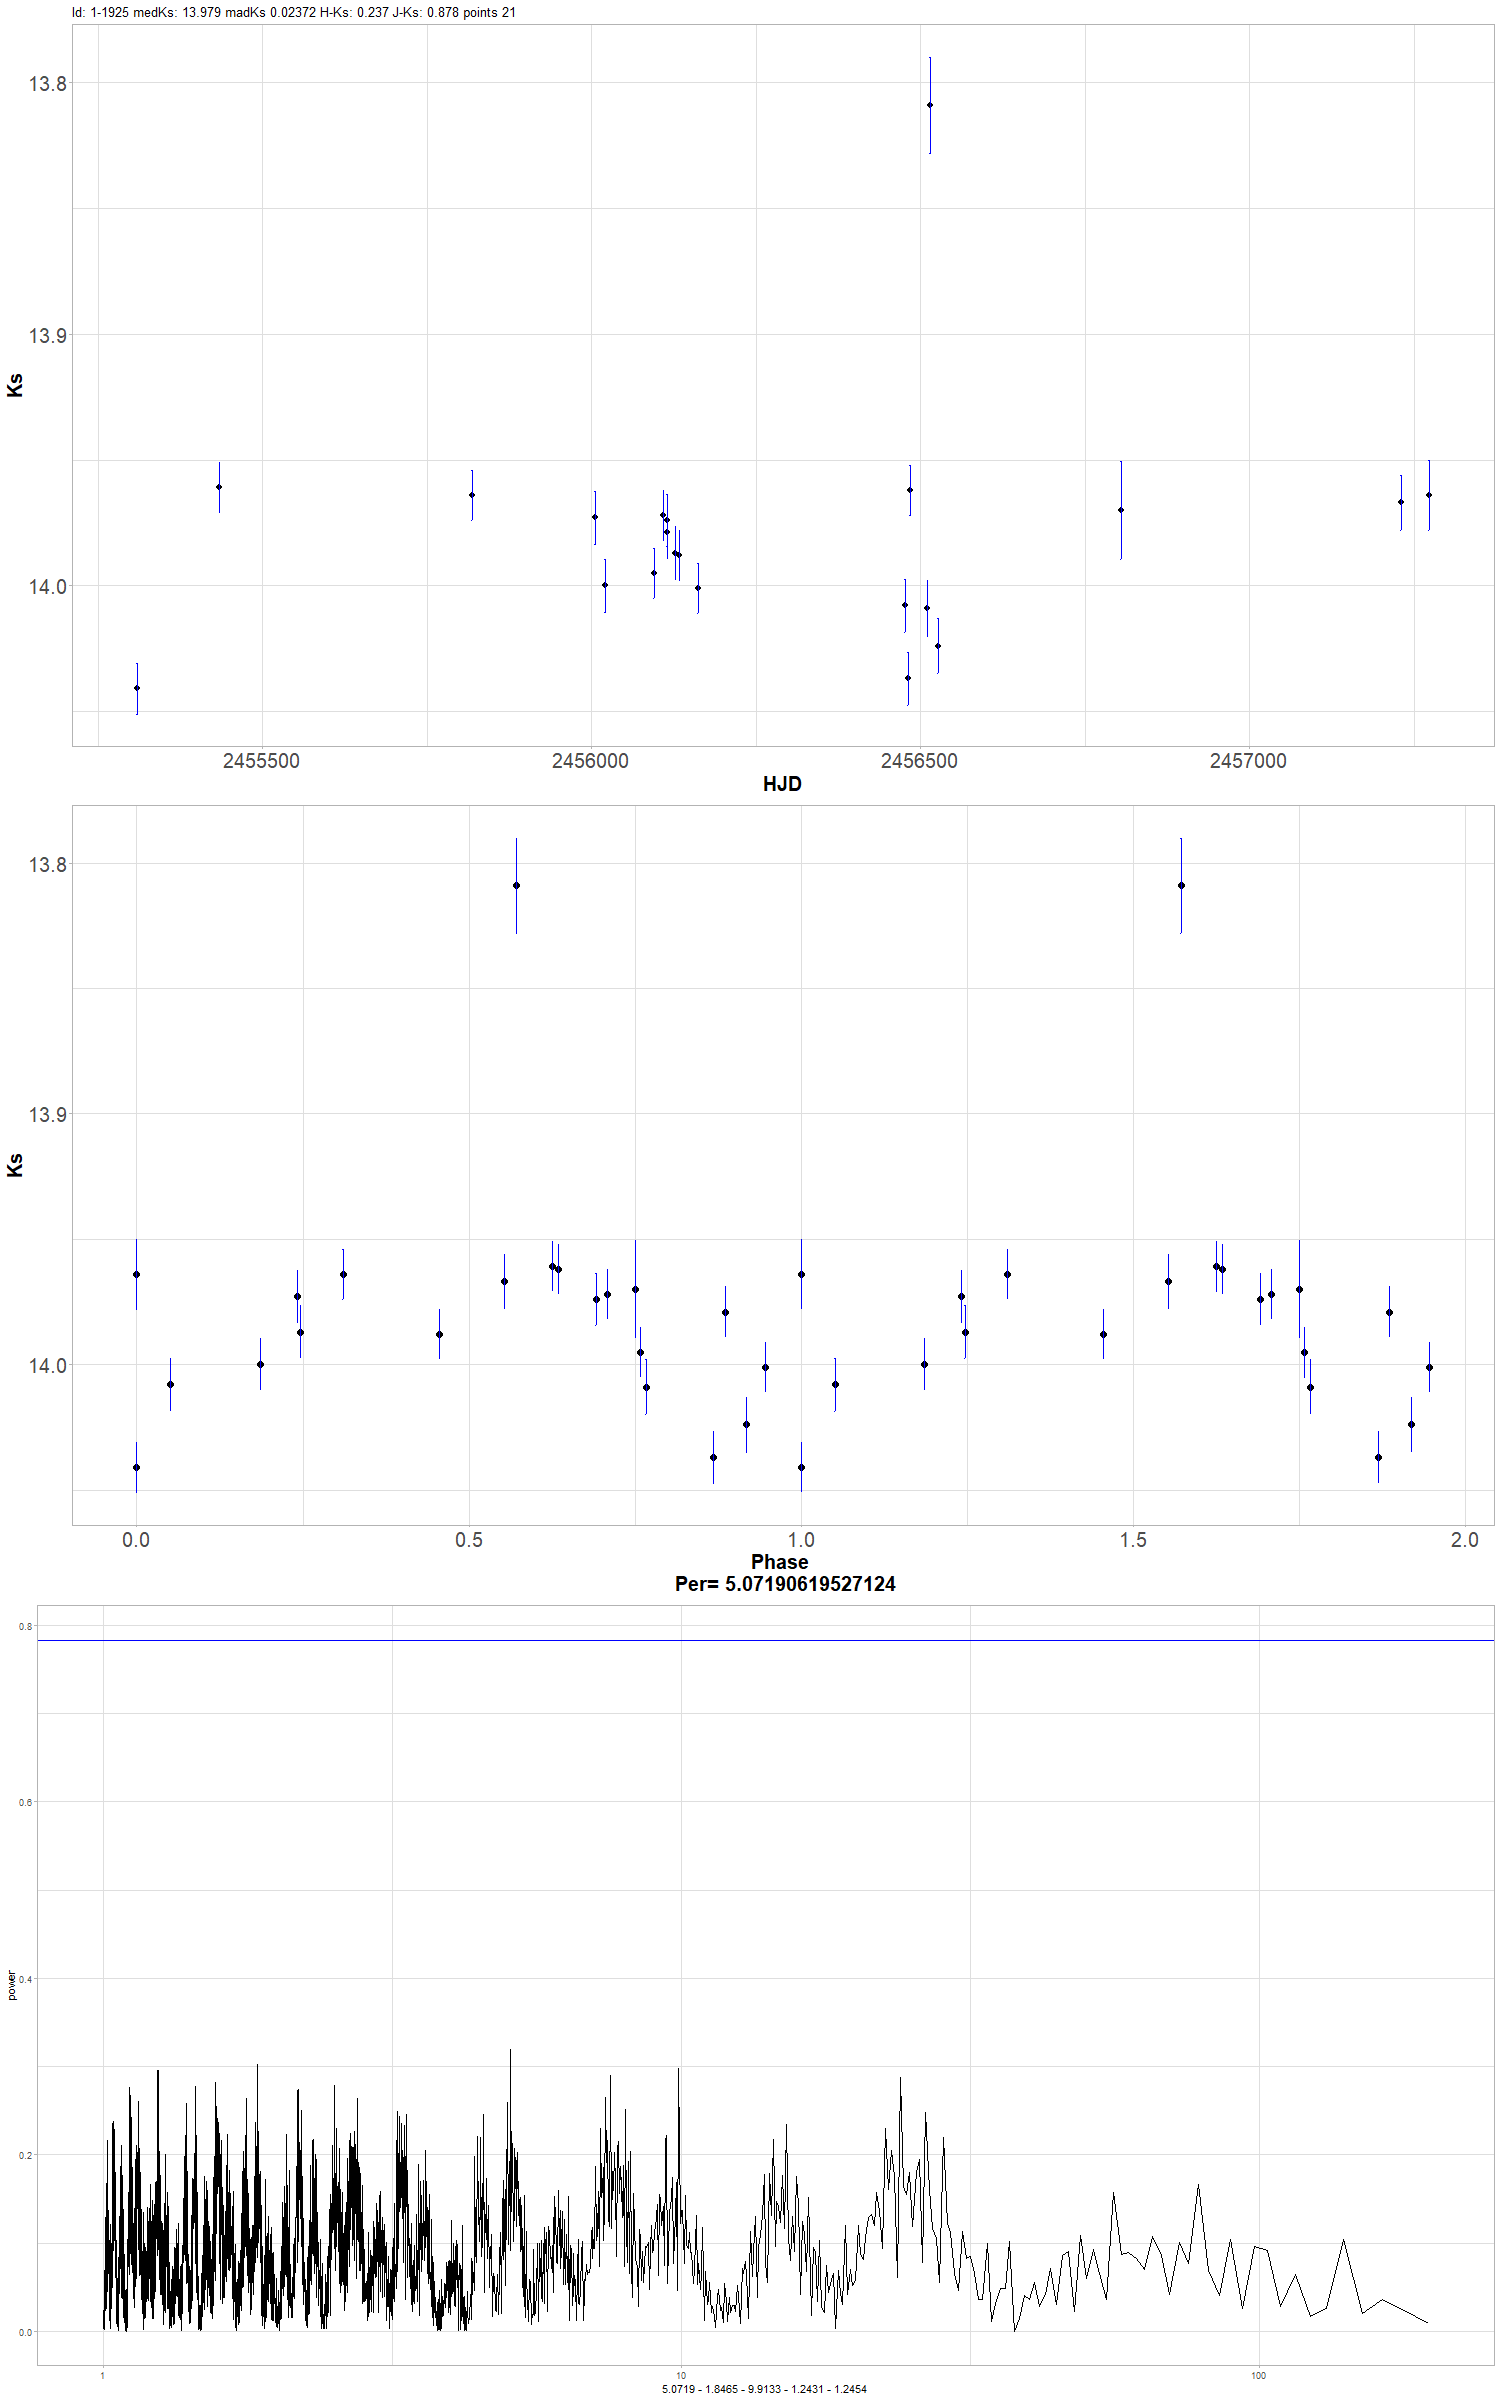 Id: 1-1925 medKs: 13.979 madKs 0.02372 H-Ks: 0.237 J-Ks: 0.878 points 21
13.8
13.9
14.0
Ks
2455500 2456000 2456500 2457000
HJD
13.8
13.9
14.0
Ks
0.0 0.5 1.0 1.5 2.0
Phase
Per= 5.07190619527124
0.8
0.6
0.4
0.2
0.0
power
1 10 100
5.0719 - 1.8465 - 9.9133 - 1.2431 - 1.2454